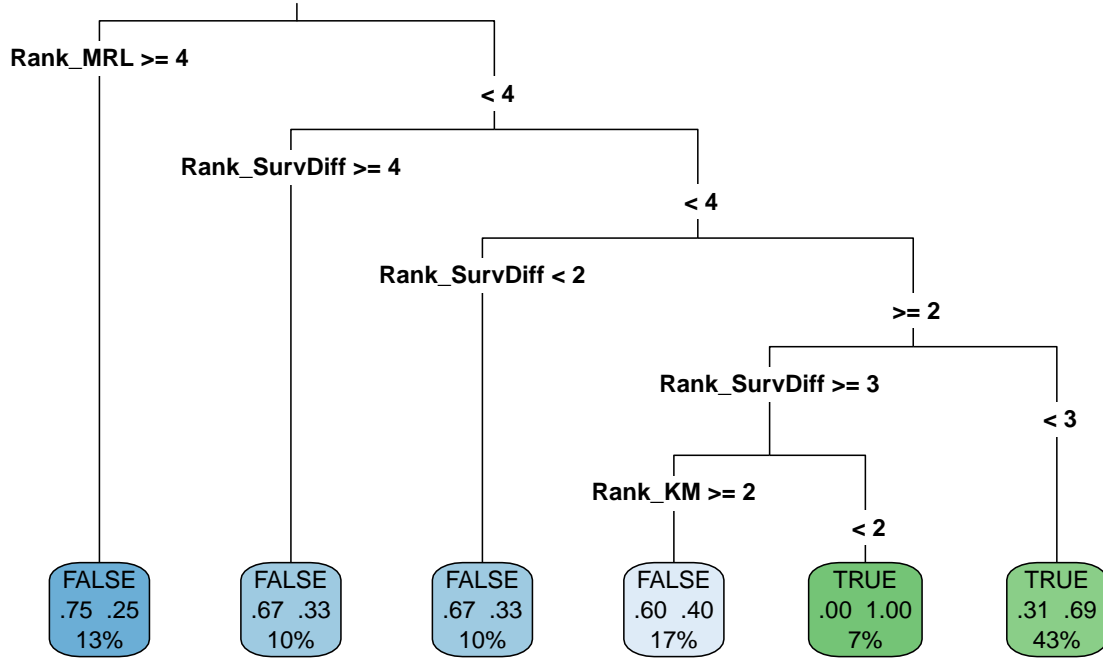 Rank_MRL >= 4
< 4
Rank_SurvDiff >= 4
< 4
Rank_SurvDiff < 2
>= 2
Rank_SurvDiff >= 3
< 3
Rank_KM >= 2
< 2
FALSE
.75 .25
13%
FALSE
.67 .33
10%
FALSE
.67 .33
10%
FALSE
.60 .40
17%
TRUE
.00 1.00
7%
TRUE
.31 .69
43%